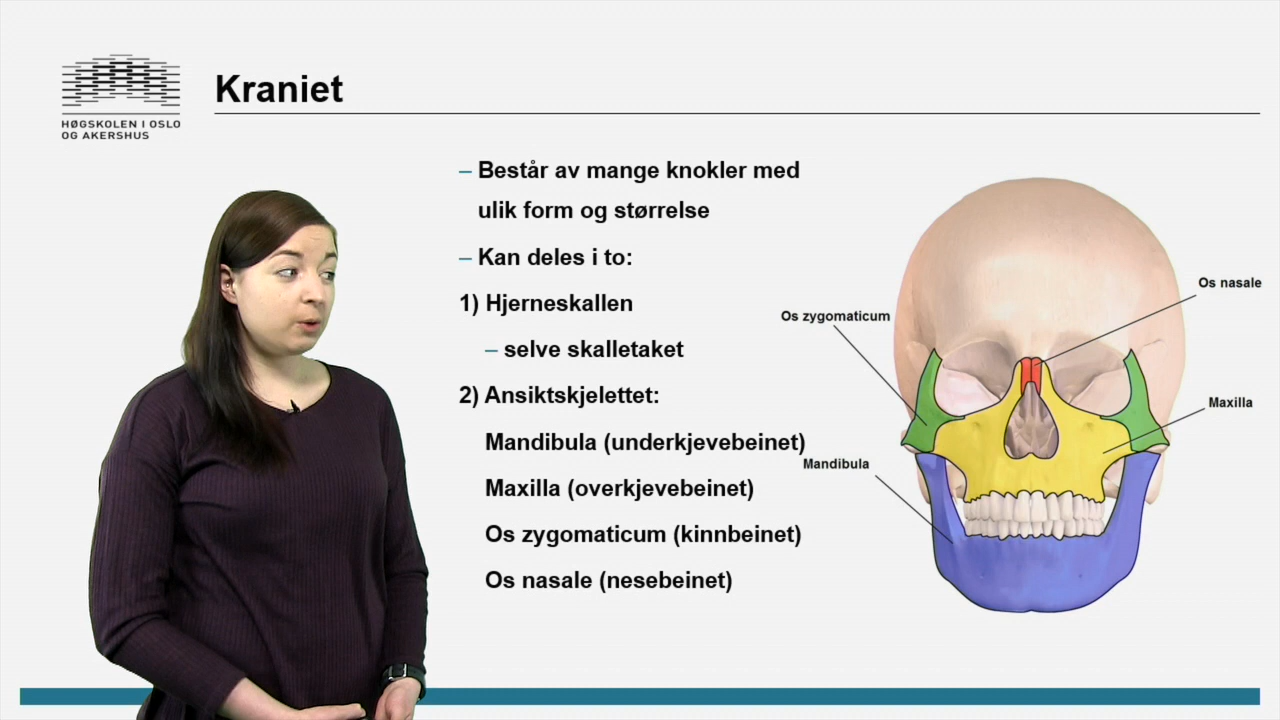 HØGSKOLEN I OSLO
OG AKERSHUS
Kraniet
– Består av mange knokler med
ulik form og størrelse
– Kan deles i to:
1) Hjerneskallen
– selve skalletaket
2) Ansiktskjelettet:
Mandibula (underkjevebeinet)
Maxilla (overkjevebeinet)
Os zygomaticum (kinnbeinet)
Os nasale (nesebeinet)
Os nasale
Os zygomaticum
Maxilla
Mandibula